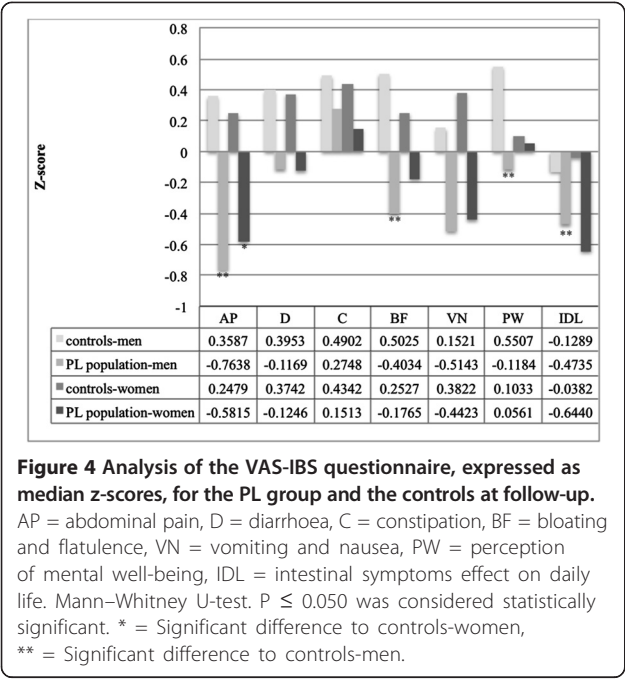 0.8
0.6
0.4
0.2
0
-0.2
-0.4
-0.6
-0.8
-1
Z-score
** * ** ** **
AP D C BF VN PW IDL
controls-men 0.3587 0.3953 0.4902 0.5025 0.1521 0.5507 -0.1289
PL population-men -0.7638 -0.1169 0.2748 -0.4034 -0.5143 -0.1184 -0.4735
controls-women 0.2479 0.3742 0.4342 0.2527 0.3822 0.1033 -0.0382
PL population-women -0.5815 -0.1246 0.1513 -0.1765 -0.4423 0.0561 -0.6440
Figure 4 Analysis of the VAS-IBS questionnaire, expressed as
median z-scores, for the PL group and the controls at follow-up.
AP = abdominal pain, D = diarrhoea, C = constipation, BF = bloating
and flatulence, VN = vomiting and nausea, PW = perception
of mental well-being, IDL = intestinal symptoms effect on daily
life. Mann–Whitney U-test. P ≤ 0.050 was considered statistically
significant. * = Significant difference to controls-women,
** = Significant difference to controls-men.